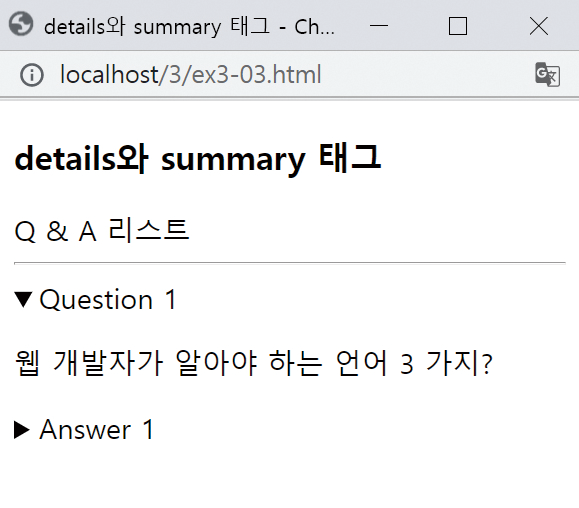 details와 summary 태그 - Ch...
localhost/3/ex3-03.html
details와 summary 태그
Q & A 리스트
Question 1
웹 개발자가 알아야 하는 언어 3 가지?
Answer 1